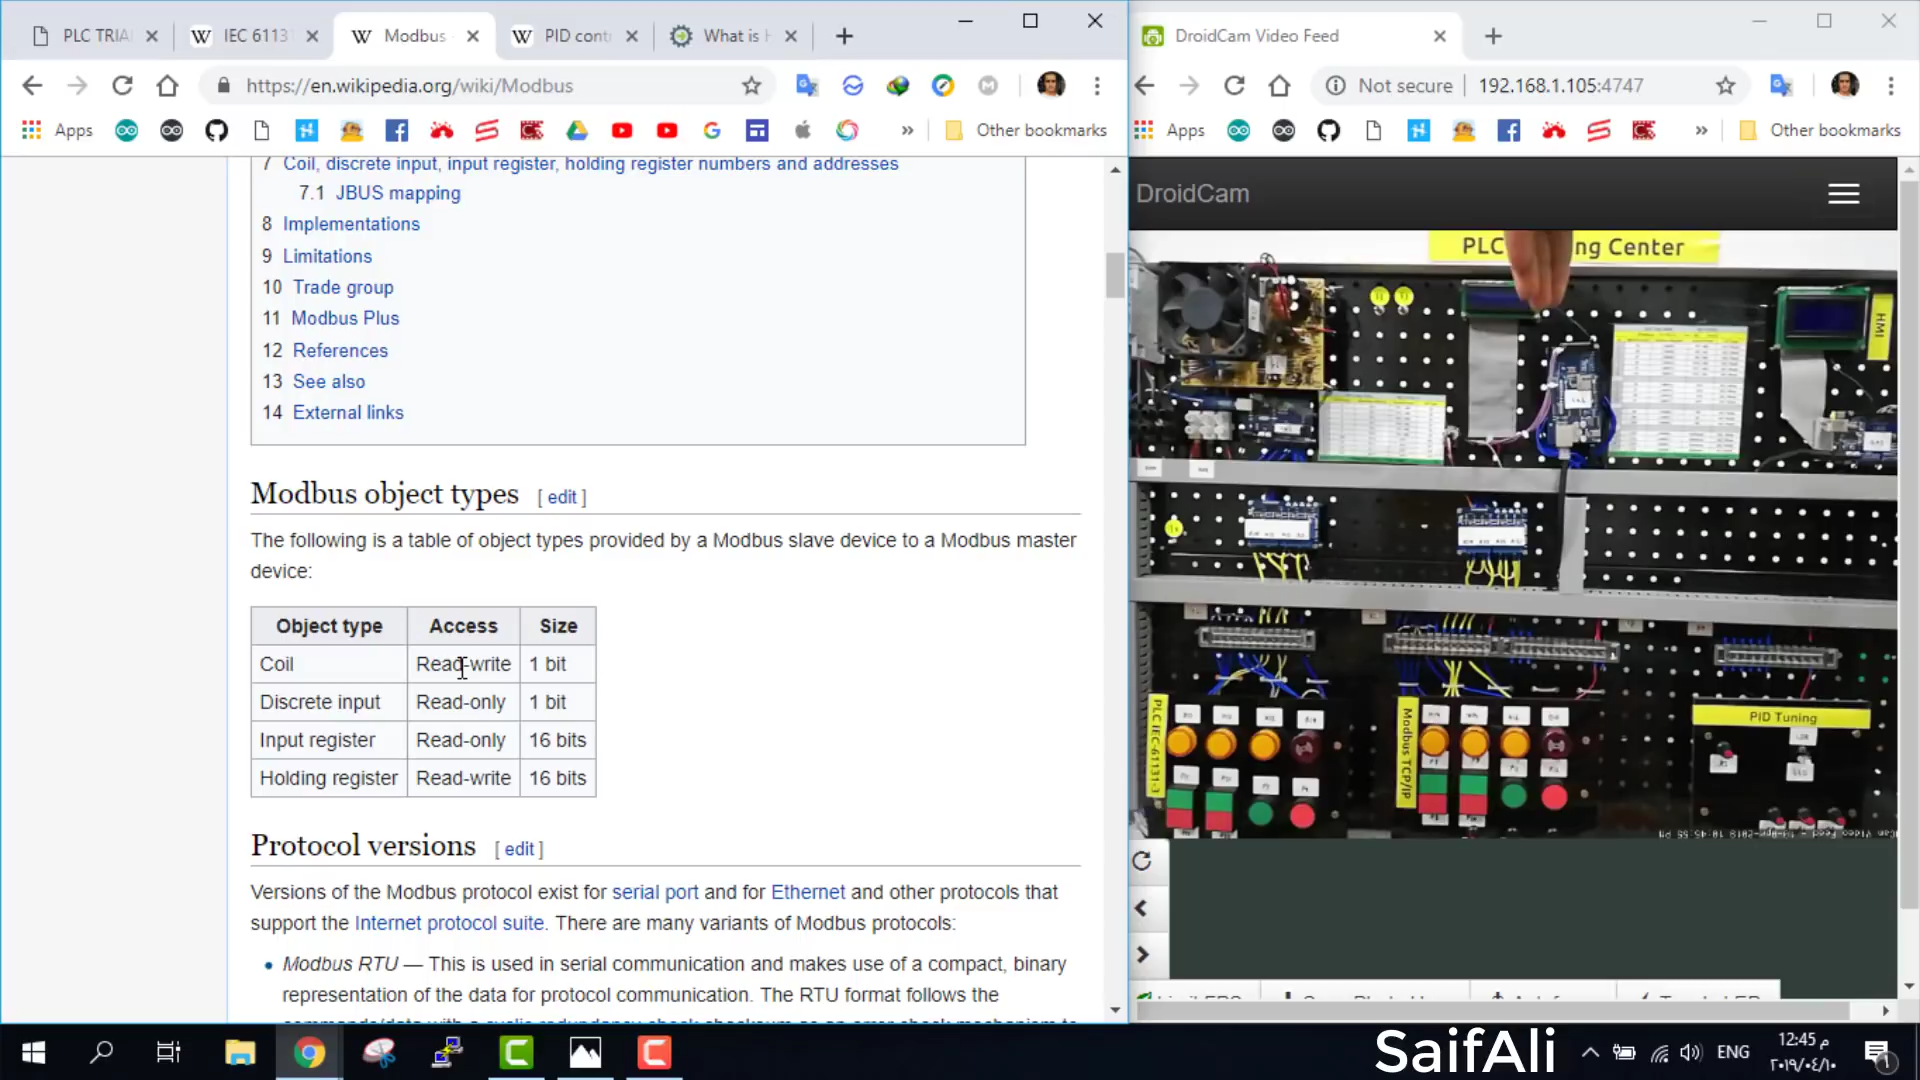 PLC TRIA
IEC 6113
Modbus -
PID cont
What is H
https://en.wikipedia.org/wiki/Modbus
Apps
Other bookmarks
7 Coil, discrete input, input register, holding register numbers and addresses
7.1 JBUS mapping
8 Implementations
9 Limitations
10 Trade group
11 Modbus Plus
12 References
13 See also
14 External links
Modbus object types [ edit ]
The following is a table of object types provided by a Modbus slave device to a Modbus master
device:
Object type Access Size
Coil Read-write 1 bit
Discrete input Read-only 1 bit
Input register Read-only 16 bits
Holding register Read-write 16 bits
Protocol versions [ edit ]
Versions of the Modbus protocol exist for serial port and for Ethernet and other protocols that
support the Internet protocol suite. There are many variants of Modbus protocols:
• Modbus RTU — This is used in serial communication and makes use of a compact, binary
representation of the data for protocol communication. The RTU format follows the
DroidCam Video Feed
Not secure 192.168.1.105:4747
Apps
Other bookmarks
DroidCam
PLC ng Center
HMI
PLC IEC-61131-3
Modbus TCP/IP
PID Tuning
SaifAli
ENG
12:45 م
٢٠١٩/٠٤/١٠